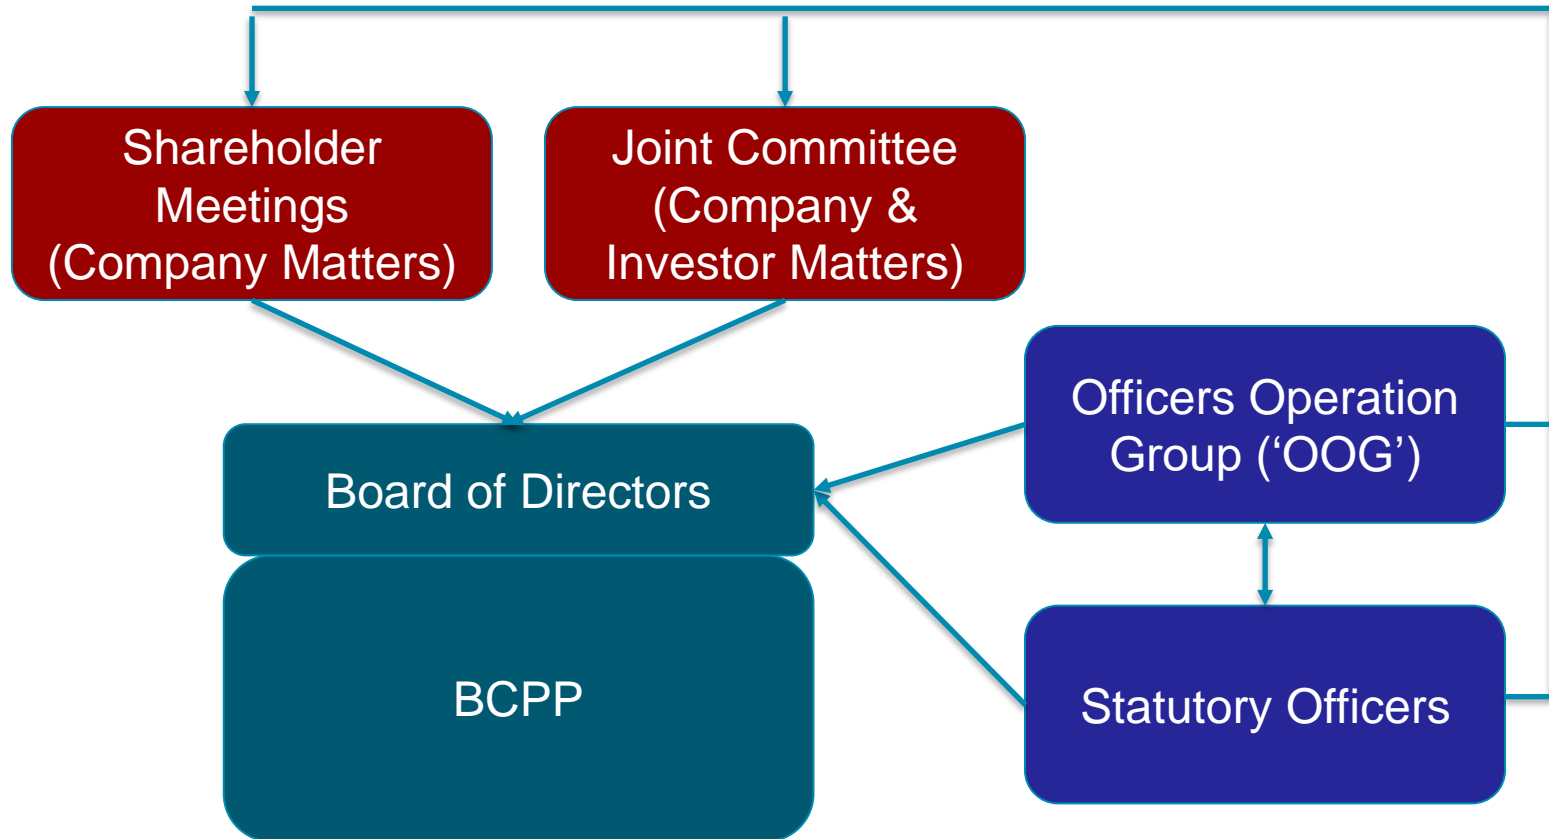 Shareholder
Meetings
(Company Matters)
Joint Committee
(Company &
Investor Matters)
Officers Operation
Group (‘OOG’)
Board of Directors
BCPP
Statutory Officers